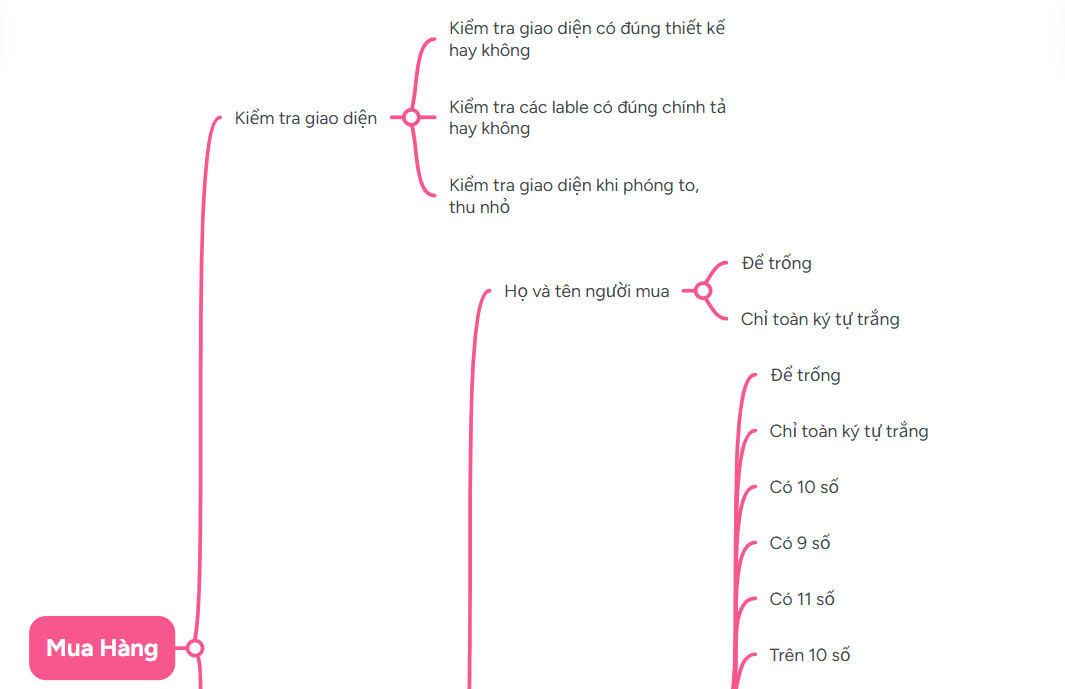 Kiểm tra giao diện có đúng thiết kế
hay không
Kiểm tra giao diện
Kiểm tra các lable có đúng chính tả
hay không
Kiểm tra giao diện khi phóng to,
thu nhỏ
Họ và tên người mua
Để trống
Chỉ toàn ký tự trắng
Để trống
Chỉ toàn ký tự trắng
Có 10 số
Có 9 số
Có 11 số
Mua Hàng
Trên 10 số